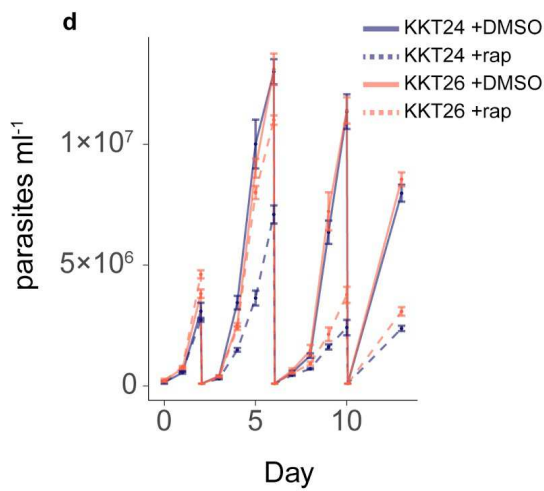 d
KKT24 +DMSO
KKT24 +rap
KKT26 +DMSO
KKT26 +rap
parasites ml⁻¹
1×10⁷
5×10⁶
0
0 5 10
Day